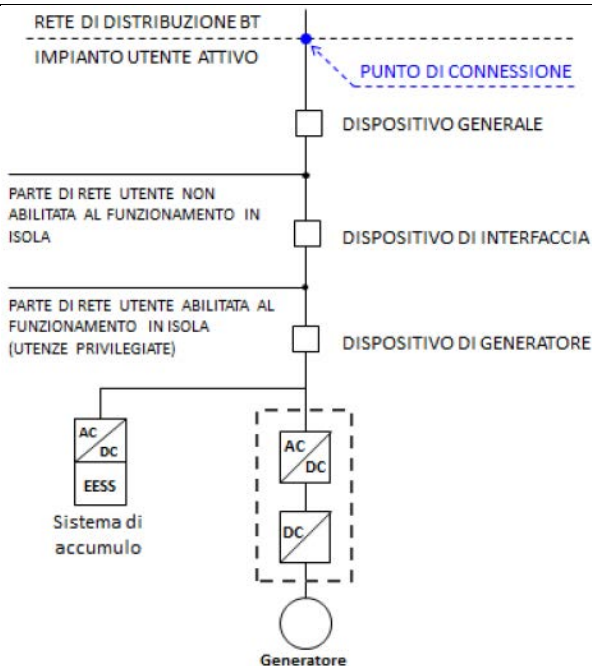 RETE DI DISTRIBUZIONE BT
IMPIANTO UTENTE ATTIVO
PUNTO DI CONNESSIONE
DISPOSITIVO GENERALE
PARTE DI RETE UTENTE NON
ABILITATA AL FUNZIONAMENTO IN
ISOLA
DISPOSITIVO DI INTERFACCIA
PARTE DI RETE UTENTE ABILITATA AL
FUNZIONAMENTO IN ISOLA
(UTENZE PRIVILEGIATE)
DISPOSITIVO DI GENERATORE
AC
DC
EESS
Sistema di
accumulo
AC
DC
DC
Generatore